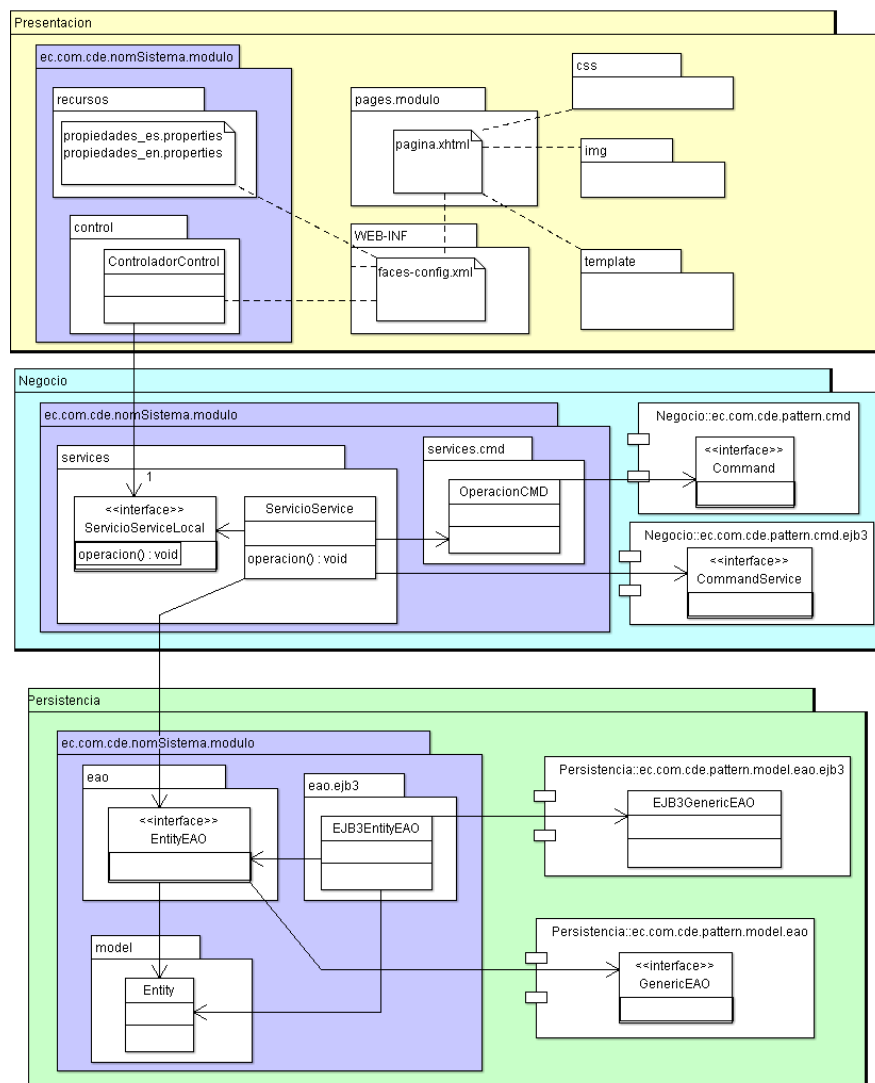 Presentacion
ec.com.cde.nomSistema.modulo
recursos
propiedades_es.properties
propiedades_en.properties
pages.modulo
pagina.xhtml
css
img
control
ControladorControl
WEB-INF
faces-config.xml
template
Negocio
ec.com.cde.nomSistema.modulo
services
1
<<interface>>
ServicioServiceLocal
operacion() : void
ServicioService
operacion() : void
services.cmd
OperacionCMD
Negocio::ec.com.cde.pattern.cmd
<<interface>>
Command
Negocio::ec.com.cde.pattern.cmd.ejb3
<<interface>>
CommandService
Persistencia
ec.com.cde.nomSistema.modulo
eao
<<interface>>
EntityEAO
eao.ejb3
EJB3EntityEAO
Persistencia::ec.com.cde.pattern.model.eao.ejb3
EJB3GenericEAO
model
Entity
Persistencia::ec.com.cde.pattern.model.eao
<<interface>>
GenericEAO